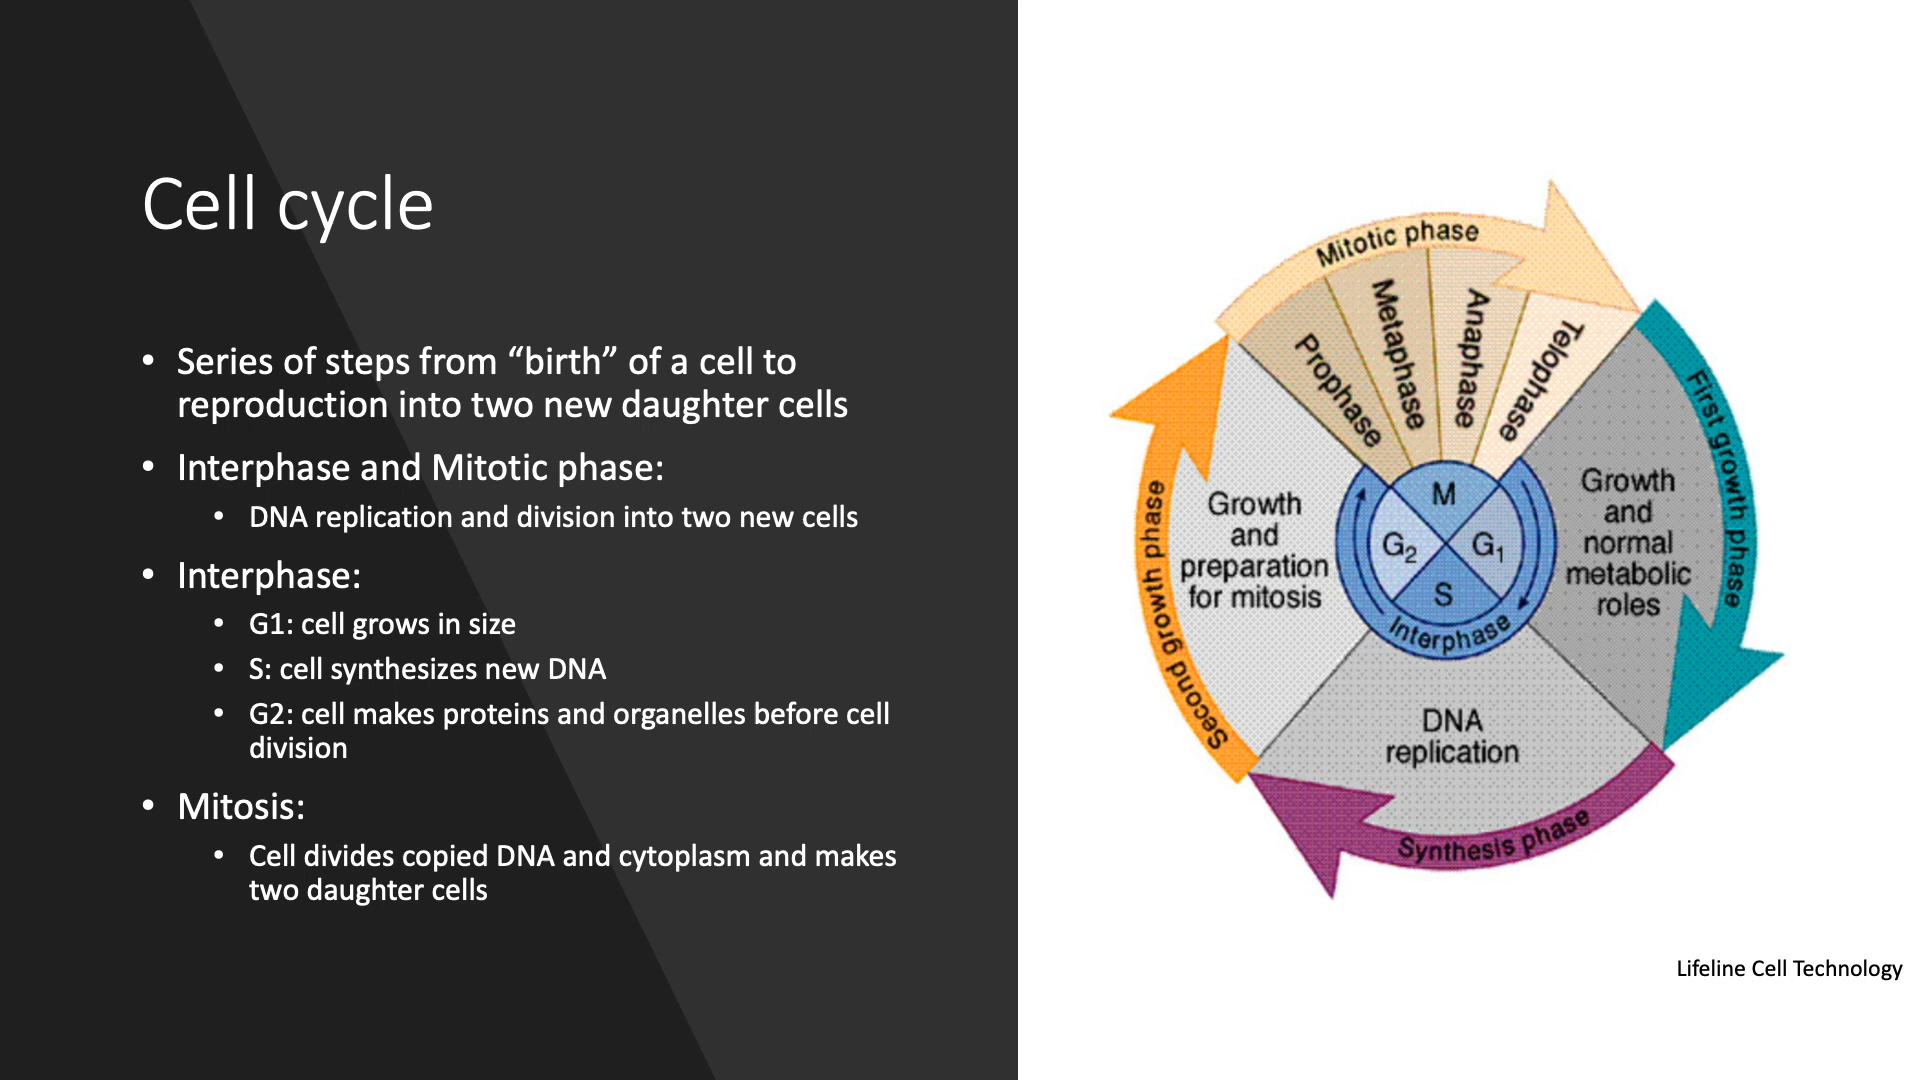 Cell cycle
• Series of steps from “birth” of a cell to
reproduction into two new daughter cells
• Interphase and Mitotic phase:
• DNA replication and division into two new cells
• Interphase:
• G1: cell grows in size
• S: cell synthesizes new DNA
• G2: cell makes proteins and organelles before cell
division
• Mitosis:
• Cell divides copied DNA and cytoplasm and makes
two daughter cells
Mitotic phase
Prophase
Metaphase
Anaphase
Telophase
First growth phase
Growth
and
normal
metabolic
roles
Synthesis phase
DNA
replication
Second growth phase
Growth
and
preparation
for mitosis
M
G₁
S
G₂
Interphase
Lifeline Cell Technology